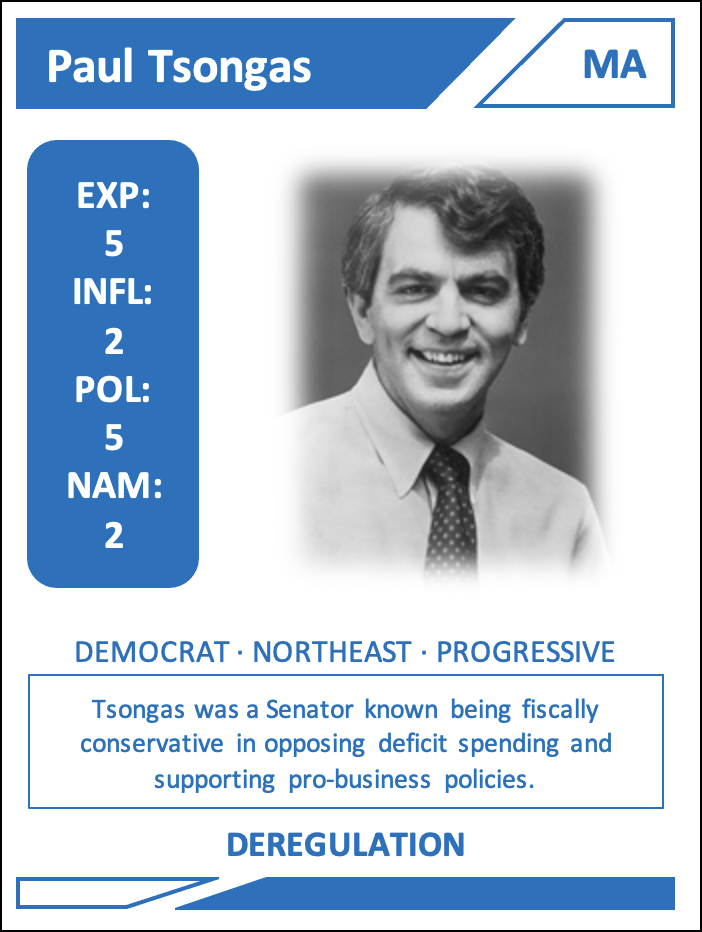 Paul Tsongas
MA
EXP:
5
INFL:
2
POL:
5
NAM:
2
DEMOCRAT · NORTHEAST · PROGRESSIVE
Tsongas was a Senator known being fiscally
conservative in opposing deficit spending and
supporting pro-business policies.
DEREGULATION